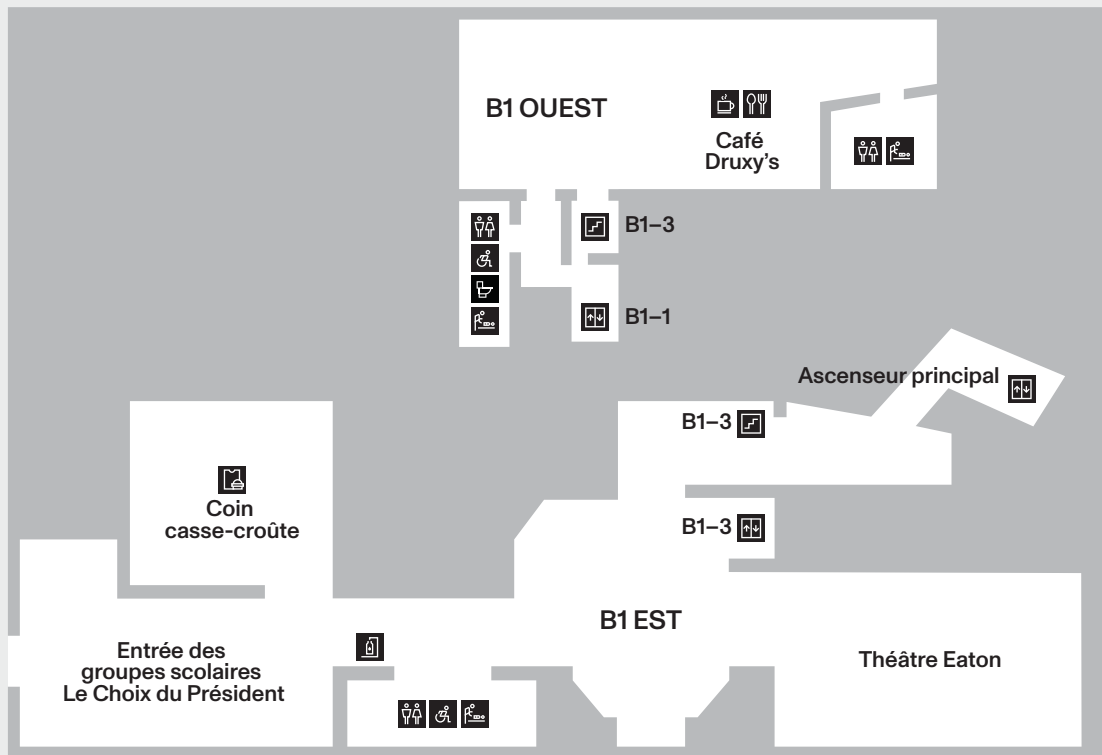 B1 OUEST
Café
Druxy’s
B1–3
B1–1
Ascenseur principal
B1–3
Coin
casse-croûte
B1–3
B1 EST
Entrée des
groupes scolaires
Le Choix du Président
Théâtre Eaton